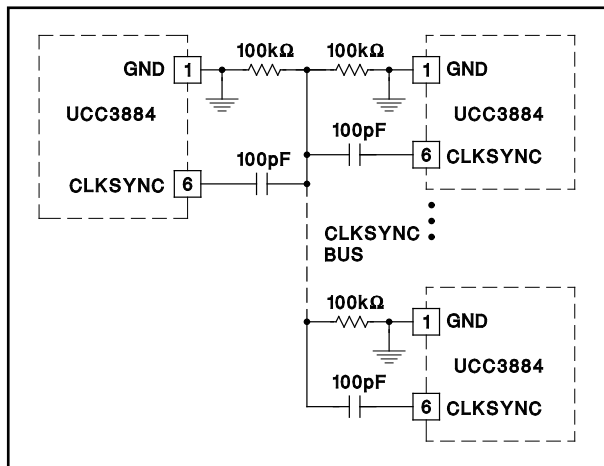 GND 1 100kΩ 100kΩ 1 GND
UCC3884 UCC3884
CLKSYNC 6 100pF 100pF 6 CLKSYNC
CLKSYNC
BUS
100kΩ 1 GND
UCC3884
100pF 6 CLKSYNC